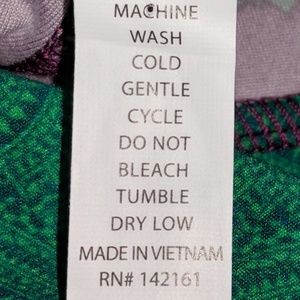 MACHINE
WASH
COLD
GENTLE
CYCLE
DO NOT
BLEACH
TUMBLE
DRY LOW
MADE IN VIETNAM
RN# 142161